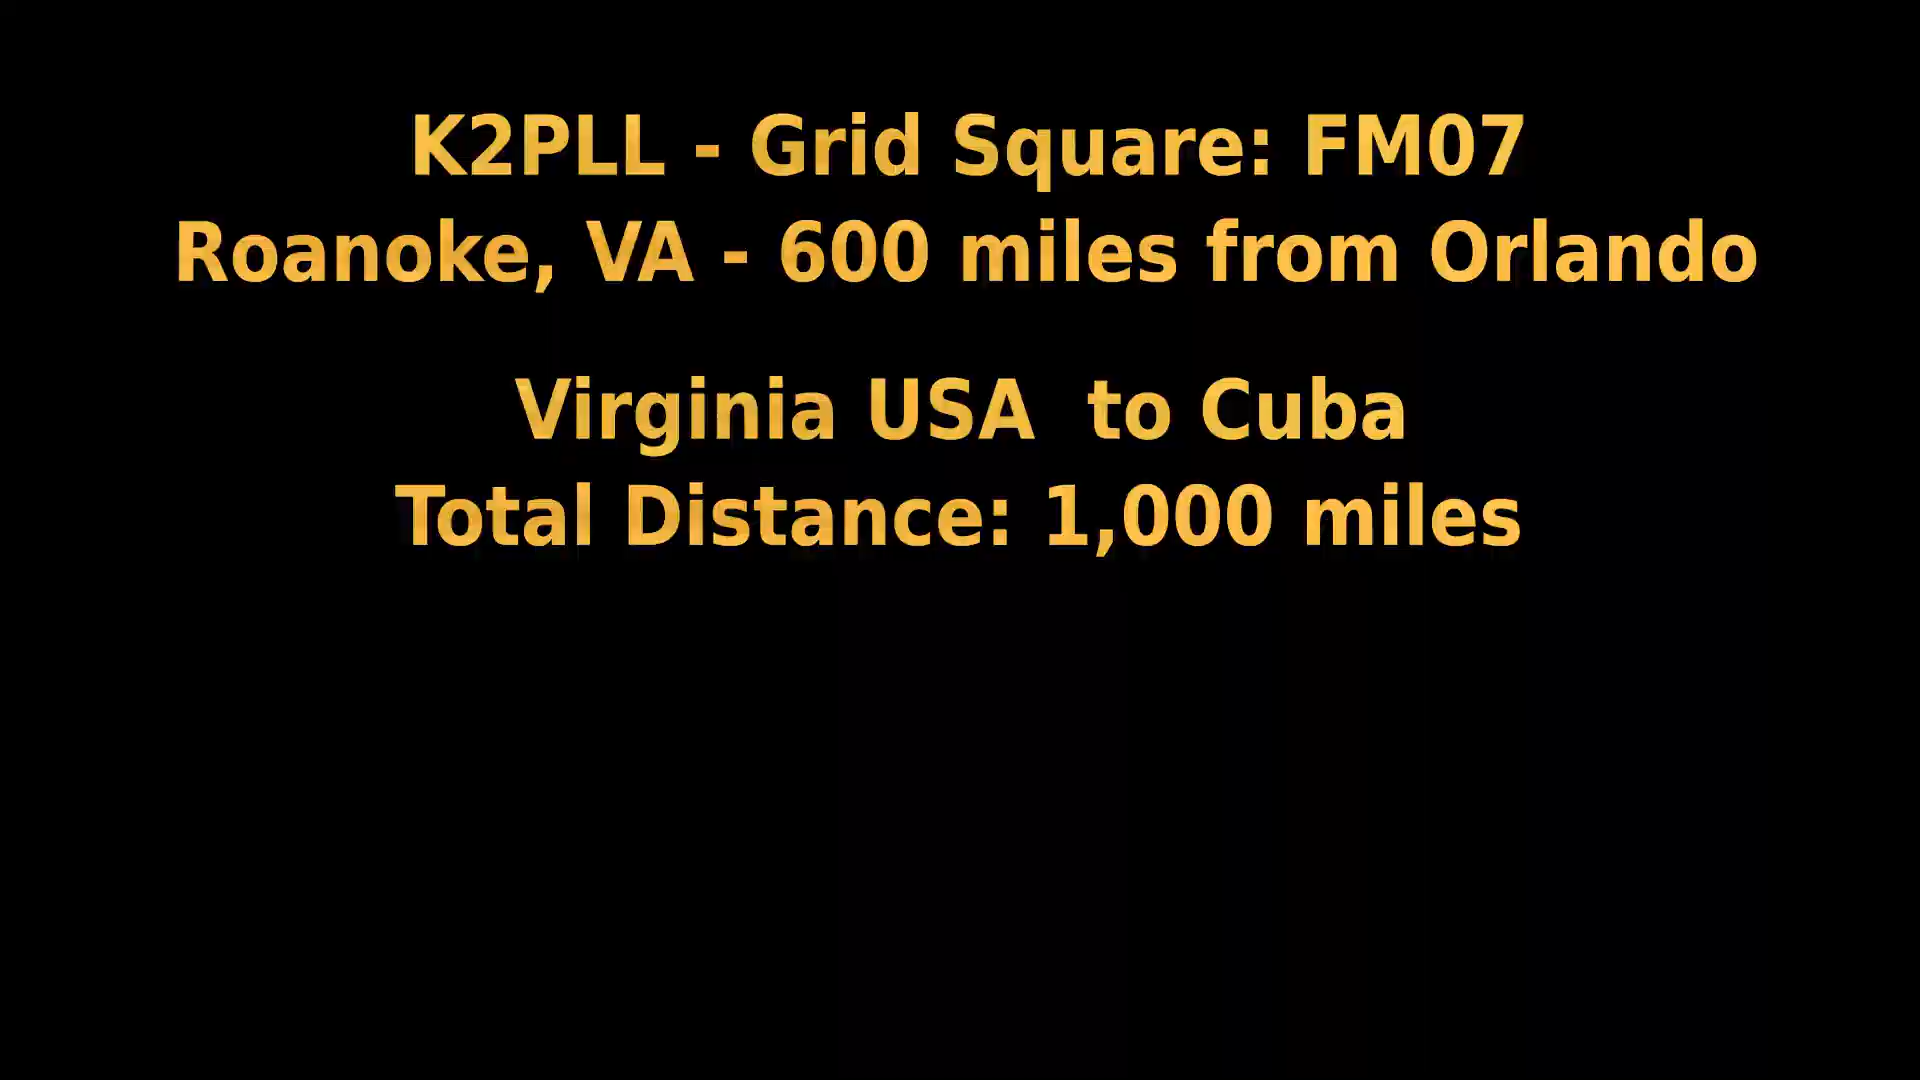 K2PLL - Grid Square: FM07
Roanoke, VA - 600 miles from Orlando
Virginia USA  to Cuba
Total Distance: 1,000 miles